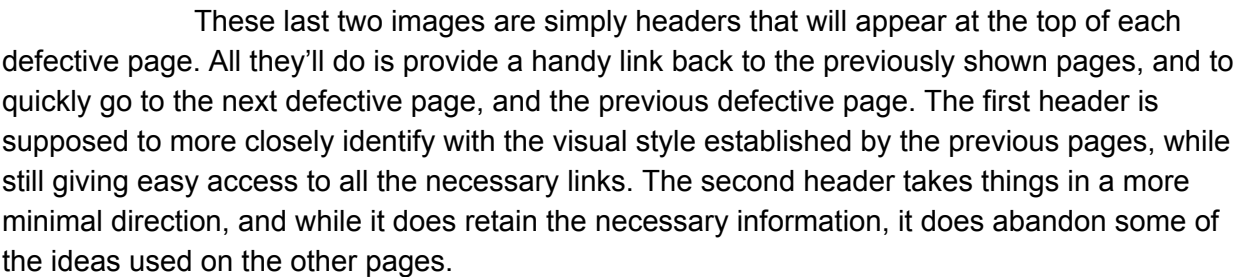 These last two images are simply headers that will appear at the top of each
defective page. All they’ll do is provide a handy link back to the previously shown pages, and to
quickly go to the next defective page, and the previous defective page. The first header is
supposed to more closely identify with the visual style established by the previous pages, while
still giving easy access to all the necessary links. The second header takes things in a more
minimal direction, and while it does retain the necessary information, it does abandon some of
the ideas used on the other pages.